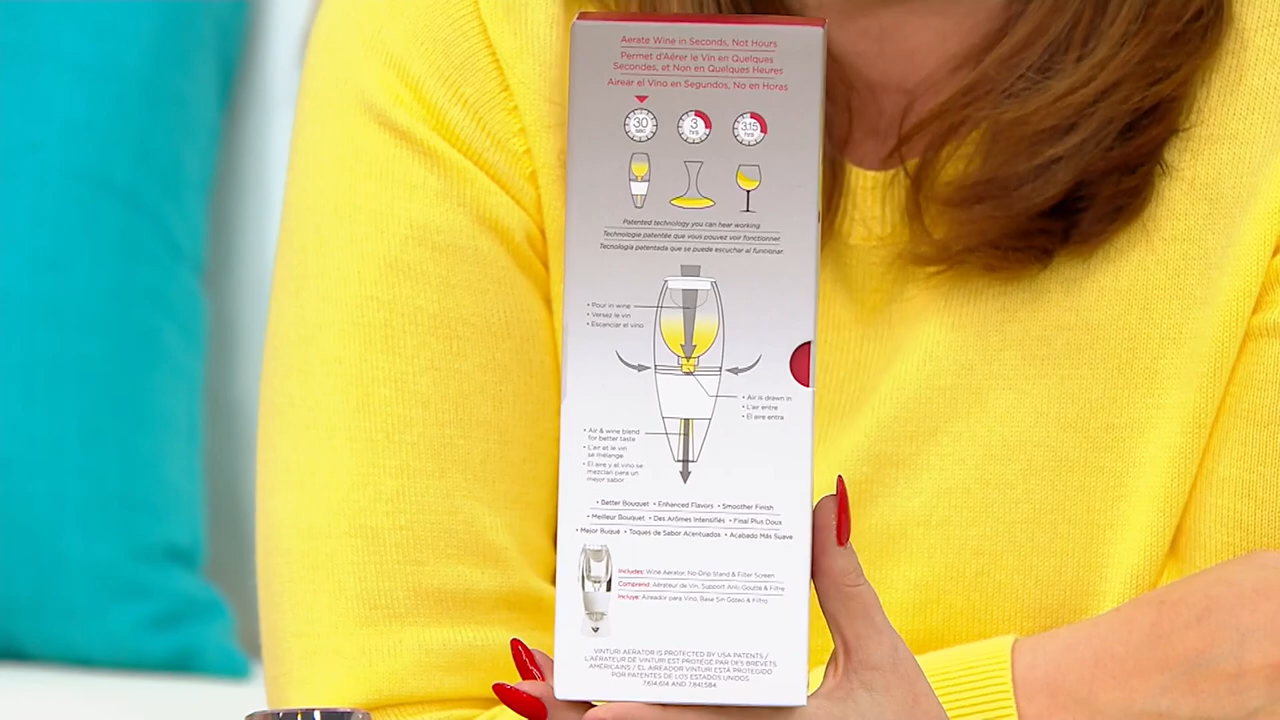 Aerate Wine in Seconds, Not Hours
Permet d'Aérer le Vin en Quelques
Secondes, et Non en Quelques Heures
Airear el Vino en Segundos, No en Horas
30 sec
3 hrs
3.15 hrs
Patented technology you can hear working
Technologie patentée que vous pouvez voir fonctionner.
Tecnología patentada que se puede escuchar al funcionar.
• Pour in wine
• Versez le vin
• Escanciar el vino
• Air is drawn in
• L'air entre
• El aire entra
• Air & wine blend
for better taste
• L'air et le vin
se mélange
• El aire y el vino se
mezclan para un
mejor sabor
• Better Bouquet • Enhanced Flavors • Smoother Finish
• Meilleur Bouquet • Des Arômes Intensifiés • Final Plus Doux
• Mejor Buqué • Toques de Sabor Acentuados • Acabado Más Suave
Includes: Wine Aerator, No-Drip Stand & Filter Screen
Comprend: Aérateur de Vin, Support Anti-Goutte & Filtre
Incluye: Aireador para Vino, Base Sin Goteo & Filtro
VINTURI AERATOR IS PROTECTED BY USA PATENTS /
L'AÉRATEUR DE VINTURI EST PROTÉGÉ PAR DES BREVETS
AMÉRICAINS / EL AIREADOR VINTURI ESTÁ PROTEGIDO
POR PATENTES DE LOS ESTADOS UNIDOS
7,614,614 AND 7,841,584